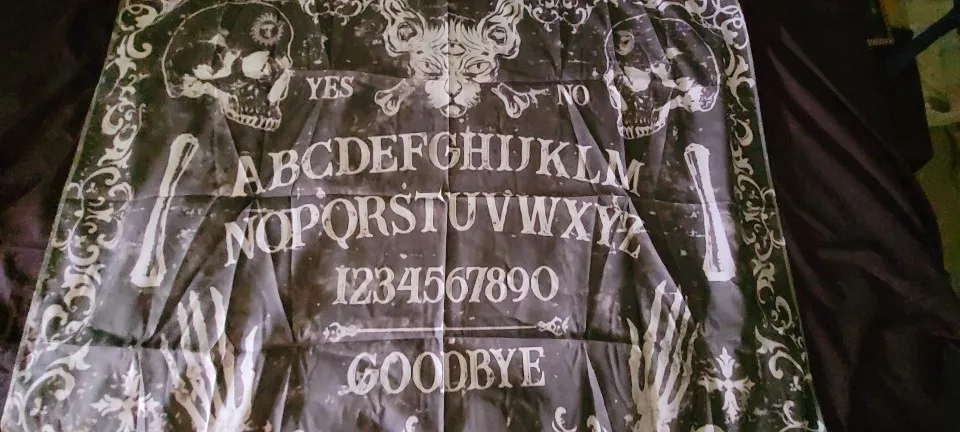 YES NO
ABCDEFGHIJKLM
NOPQRSTUVWXYZ
1234567890
GOODBYE